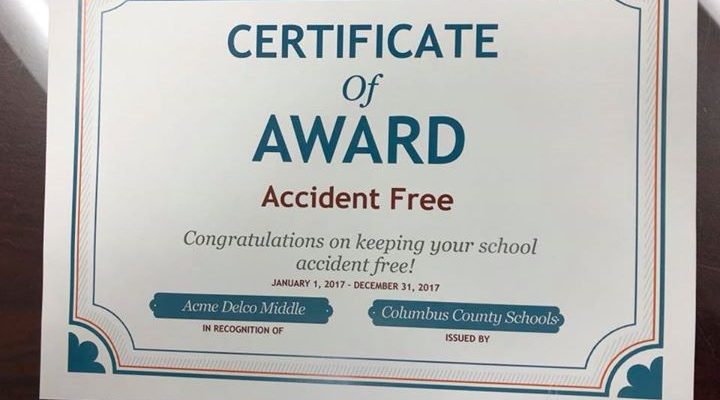 CERTIFICATE
Of
AWARD
Accident Free
Congratulations on keeping your school
accident free!
JANUARY 1, 2017 - DECEMBER 31, 2017
Acme Delco Middle
Columbus County Schools
IN RECOGNITION OF
ISSUED BY